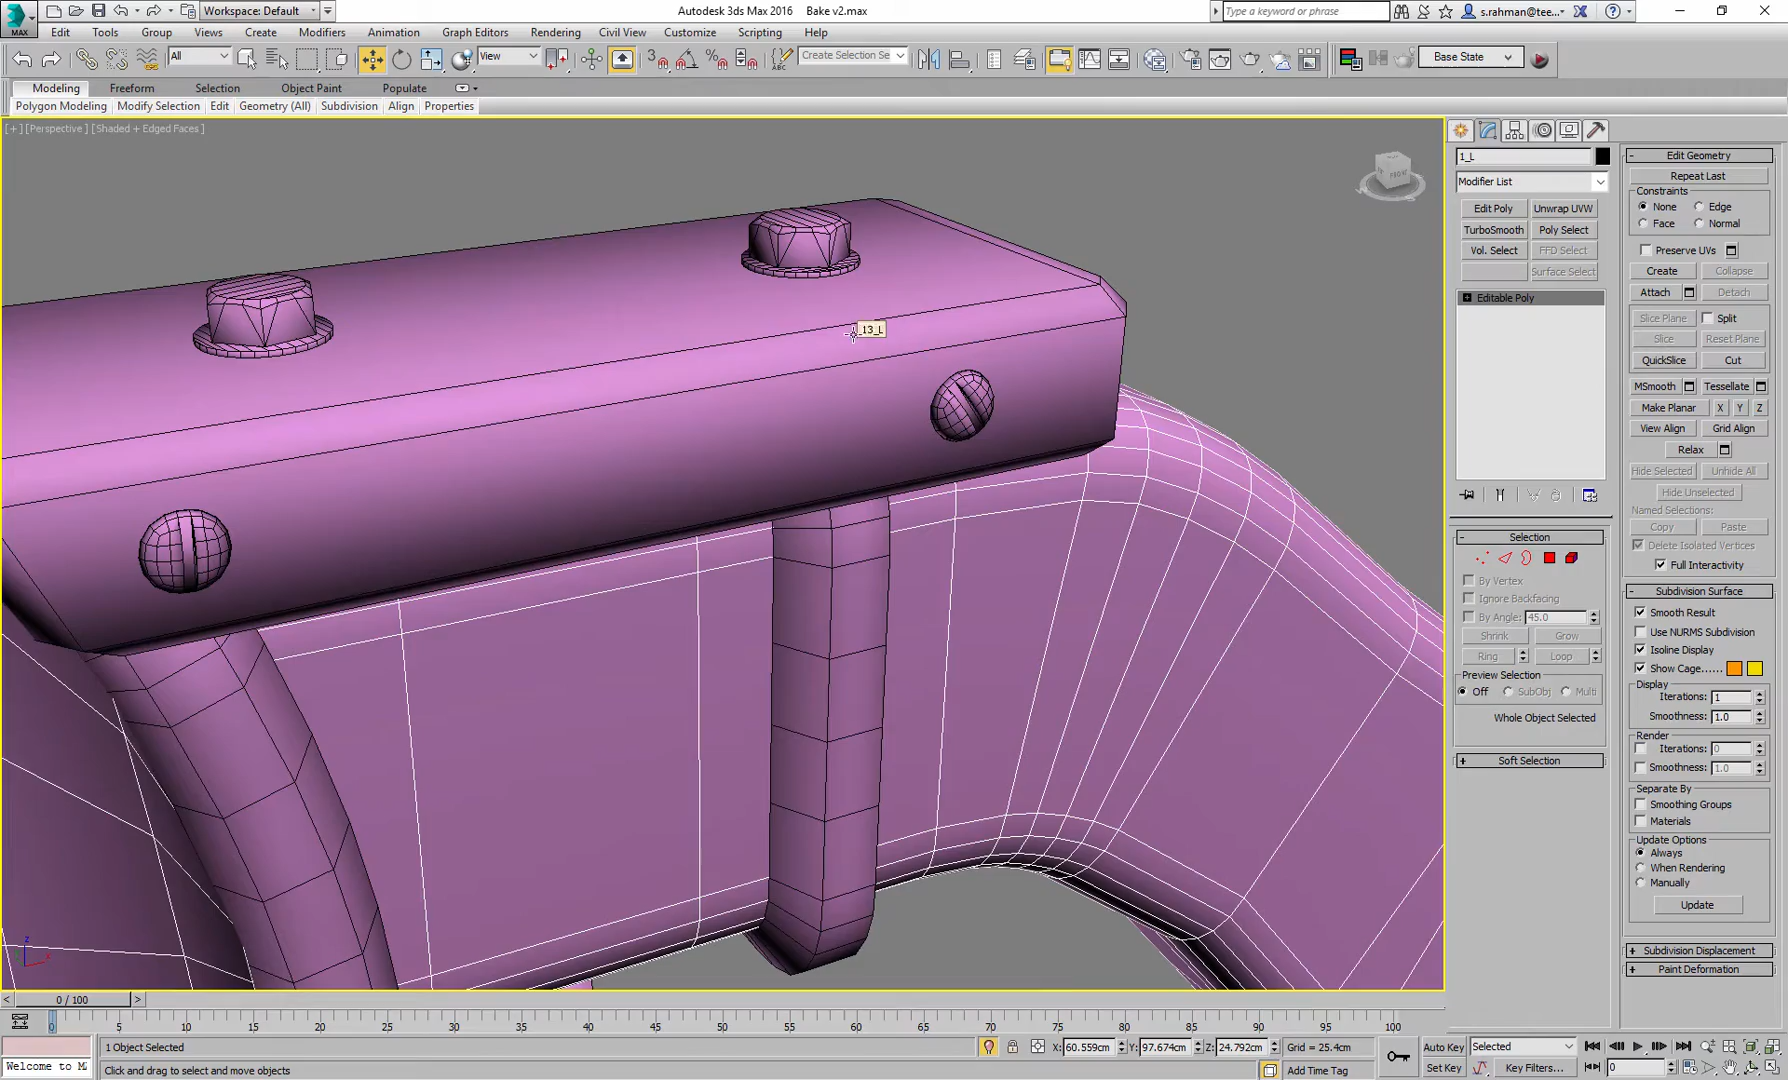 Workspace: Default
Autodesk 3ds Max 2016
Bake v2.max
Type a keyword or phrase
s.rahman@tee...
MAX
Edit
Tools
Group
Views
Create
Modifiers
Animation
Graph Editors
Rendering
Civil View
Customize
Scripting
Help
All
View
Create Selection Se
Base State
Modeling
Freeform
Selection
Object Paint
Populate
Polygon Modeling
Modify Selection
Edit
Geometry (All)
Subdivision
Align
Properties
[+] [Perspective ] [Shaded + Edged Faces ]
FRONT
_13_L
1_L
Modifier List
Edit Poly
Unwrap UVW
TurboSmooth
Poly Select
Vol. Select
FFD Select
Surface Select
Editable Poly
Selection
By Vertex
Ignore Backfacing
By Angle:
45.0
Shrink
Grow
Ring
Loop
Preview Selection
Off
SubObj
Multi
Whole Object Selected
Soft Selection
Edit Geometry
Repeat Last
Constraints
None
Edge
Face
Normal
Preserve UVs
Create
Collapse
Attach
Detach
Slice Plane
Split
Slice
Reset Plane
QuickSlice
Cut
MSmooth
Tessellate
Make Planar
X
Y
Z
View Align
Grid Align
Relax
Hide Selected
Unhide All
Hide Unselected
Named Selections:
Copy
Paste
Delete Isolated Vertices
Full Interactivity
Subdivision Surface
Smooth Result
Use NURMS Subdivision
Isoline Display
Show Cage......
Display
Iterations: 1
Smoothness: 1.0
Render
Iterations: 0
Smoothness: 1.0
Separate By
Smoothing Groups
Materials
Update Options
Always
When Rendering
Manually
Update
Subdivision Displacement
Paint Deformation
z
x
0 / 100
0
5
10
15
20
25
30
35
40
45
50
55
60
65
70
75
80
85
90
95
100
1 Object Selected
X: 60.559cm
Y: 97.674cm
Z: 24.792cm
Grid = 25.4cm
Auto Key
Selected
Welcome to M
Click and drag to select and move objects
Add Time Tag
Set Key
Key Filters...
0